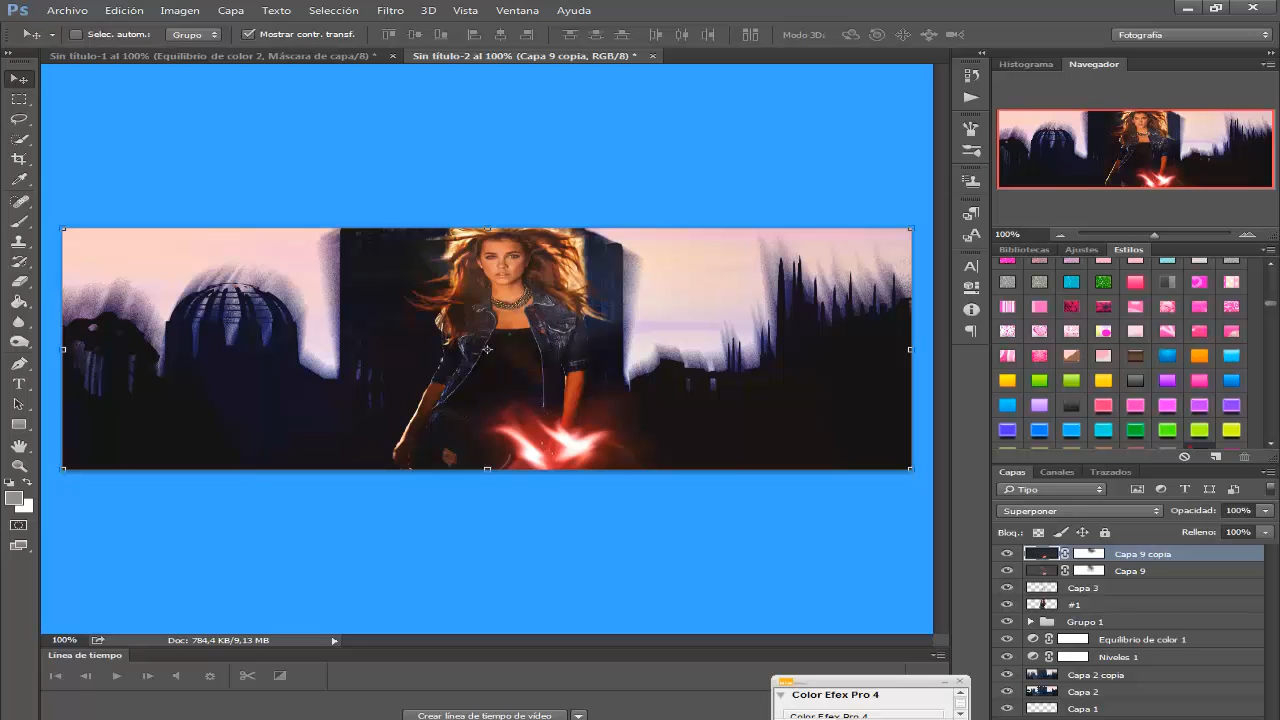 Ps Archivo Edición Imagen Capa Texto Selección Filtro 3D Vista Ventana Ayuda
Selec. autom.: Grupo Mostrar contr. transf. Modo 3D: Fotografía
Sin título-1 al 100% (Equilibrio de color 2, Máscara de capa/8) * × Sin título-2 al 100% (Capa 9 copia, RGB/8) * ×
Histograma Navegador
100%
Bibliotecas Ajustes Estilos
Capas Canales Trazados
Tipo
Superponer Opacidad: 100%
Bloq.: Relleno: 100%
Capa 9 copia
Capa 9
Capa 3
#1
Grupo 1
Equilibrio de color 1
Niveles 1
Capa 2 copia
Capa 2
Capa 1
100% Doc: 784,4 KB/9,13 MB
Línea de tiempo
Crear línea de tiempo de vídeo
Color Efex Pro 4
Color Efex Pro 4